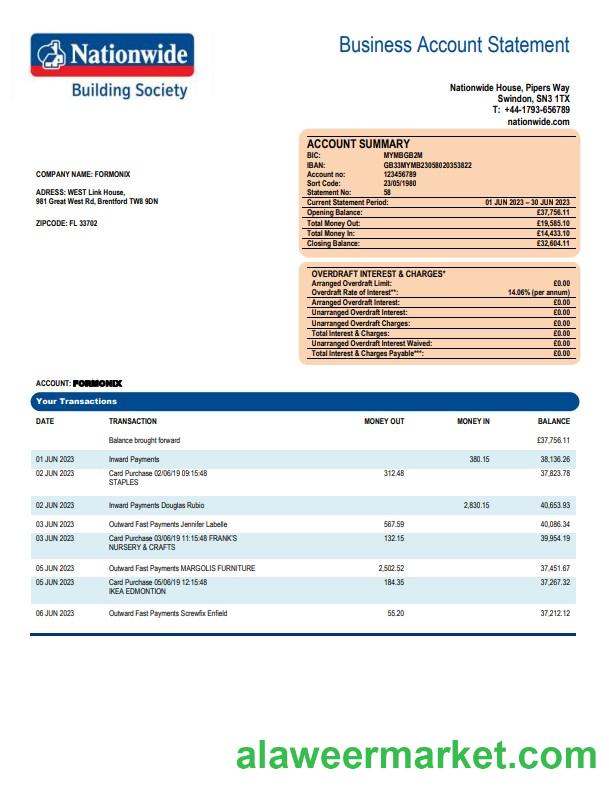 Nationwide
Building Society
Business Account Statement
Nationwide House, Pipers Way
Swindon, SN3 1TX
T: +44-1793-656789
nationwide.com
COMPANY NAME: FORMONIX
ADRESS: WEST Link House,
981 Great West Rd, Brentford TW8 9DN
ZIPCODE: FL 33702
ACCOUNT SUMMARY
BIC: MYMBGB2M
IBAN: GB33MYMB23058020353822
Account no: 123456789
Sort Code: 23/05/1980
Statement No: 58
Current Statement Period: 01 JUN 2023 – 30 JUN 2023
Opening Balance: £37,756.11
Total Money Out: £19,585.10
Total Money In: £14,433.10
Closing Balance: £32,604.11
OVERDRAFT INTEREST & CHARGES*
Arranged Overdraft Limit: £0.00
Overdraft Rate of Interest**: 14.06% (per annum)
Arranged Overdraft Interest: £0.00
Unarranged Overdraft Interest: £0.00
Unarranged Overdraft Charges: £0.00
Total Interest & Charges: £0.00
Unarranged Overdraft Interest Waived: £0.00
Total Interest & Charges Payable***: £0.00
ACCOUNT: FORMONIX
Your Transactions
DATE TRANSACTION MONEY OUT MONEY IN BALANCE
Balance brought forward £37,756.11
01 JUN 2023 Inward Payments 380.15 38,136.26
02 JUN 2023 Card Purchase 02/06/19 09:15:48 312.48 37,823.78
STAPLES
02 JUN 2023 Inward Payments Douglas Rubio 2,830.15 40,653.93
03 JUN 2023 Outward Fast Payments Jennifer Labelle 567.59 40,086.34
03 JUN 2023 Card Purchase 03/06/19 11:15:48 FRANK'S 132.15 39,954.19
NURSERY & CRAFTS
05 JUN 2023 Outward Fast Payments MARGOLIS FURNITURE 2,502.52 37,451.67
05 JUN 2023 Card Purchase 05/06/19 12:15:48 184.35 37,267.32
IKEA EDMONTION
06 JUN 2023 Outward Fast Payments Screwfix Enfield 55.20 37,212.12
alaweermarket.com